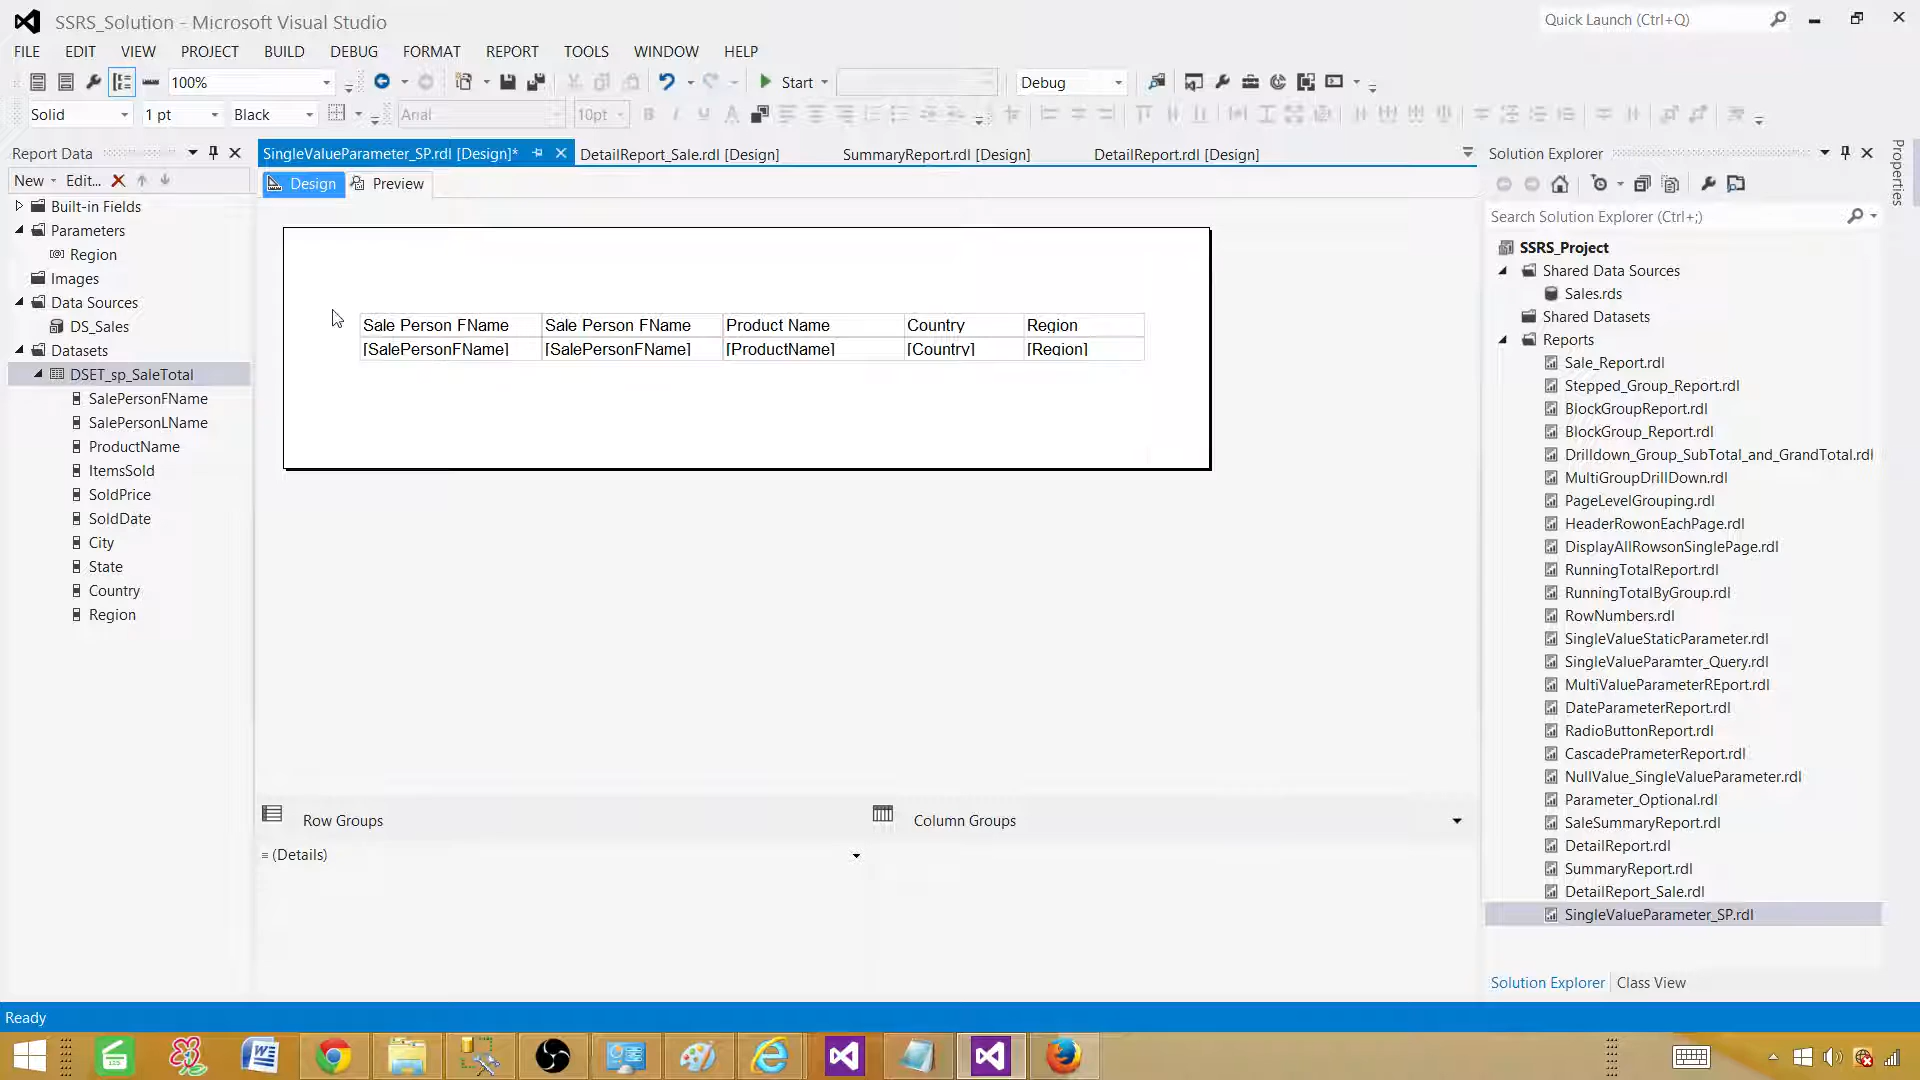 SSRS_Solution - Microsoft Visual Studio
Quick Launch (Ctrl+Q)
FILE EDIT VIEW PROJECT BUILD DEBUG FORMAT REPORT TOOLS WINDOW HELP
100% Start Debug
Solid 1 pt Black Arial 10pt B I U A
Report Data
New Edit...
Built-in Fields
Parameters
Region
Images
Data Sources
DS_Sales
Datasets
DSET_sp_SaleTotal
SalePersonFName
SalePersonLName
ProductName
ItemsSold
SoldPrice
SoldDate
City
State
Country
Region
SingleValueParameter_SP.rdl [Design]* DetailReport_Sale.rdl [Design] SummaryReport.rdl [Design] DetailReport.rdl [Design]
Design Preview
Sale Person FName Sale Person FName Product Name Country Region
[SalePersonFName] [SalePersonFName] [ProductName] [Country] [Region]
Row Groups Column Groups
(Details)
Solution Explorer
Search Solution Explorer (Ctrl+;)
SSRS_Project
Shared Data Sources
Sales.rds
Shared Datasets
Reports
Sale_Report.rdl
Stepped_Group_Report.rdl
BlockGroupReport.rdl
BlockGroup_Report.rdl
Drilldown_Group_SubTotal_and_GrandTotal.rdl
MultiGroupDrillDown.rdl
PageLevelGrouping.rdl
HeaderRowonEachPage.rdl
DisplayAllRowsonSinglePage.rdl
RunningTotalReport.rdl
RunningTotalByGroup.rdl
RowNumbers.rdl
SingleValueStaticParameter.rdl
SingleValueParamter_Query.rdl
MultiValueParameterREport.rdl
DateParameterReport.rdl
RadioButtonReport.rdl
CascadePrameterReport.rdl
NullValue_SingleValueParameter.rdl
Parameter_Optional.rdl
SaleSummaryReport.rdl
DetailReport.rdl
SummaryReport.rdl
DetailReport_Sale.rdl
SingleValueParameter_SP.rdl
Solution Explorer Class View
Properties
Ready